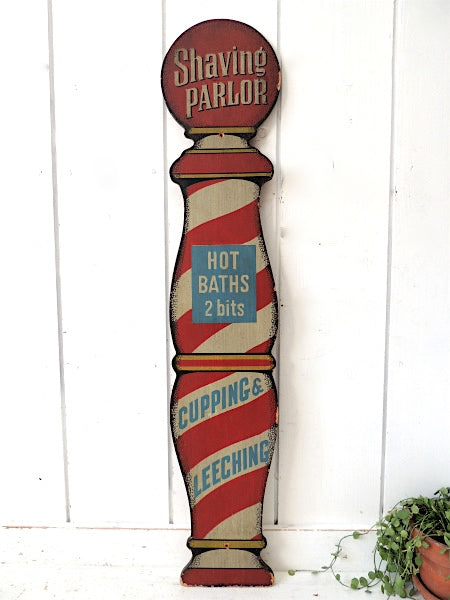 Shaving
PARLOR
HOT
BATHS
2 bits
CUPPING &
LEECHING